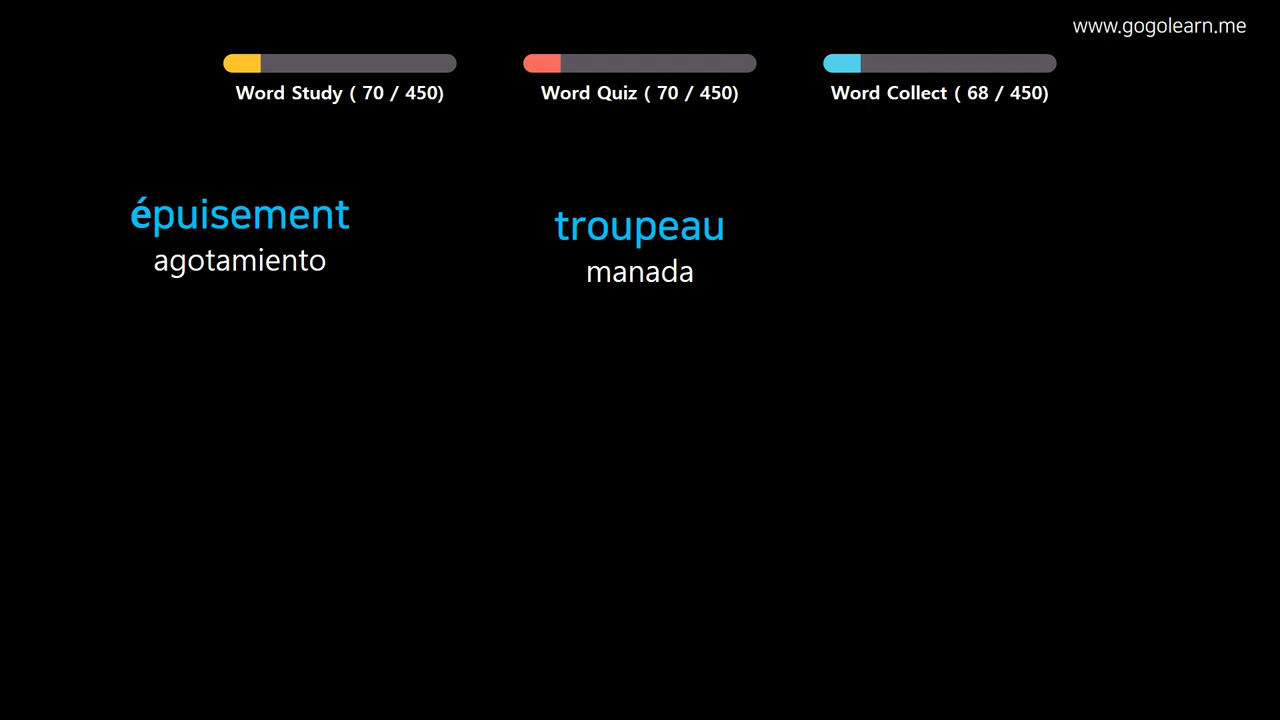 www.gogolearn.me
Word Study ( 70 / 450)
Word Quiz ( 70 / 450)
Word Collect ( 68 / 450)
épuisement
agotamiento
troupeau
manada